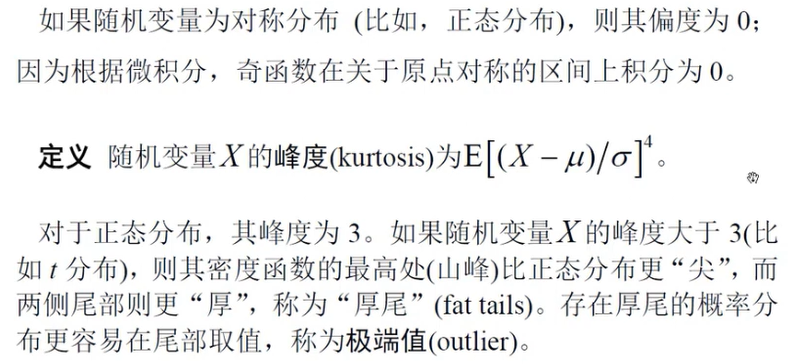 如果随机变量为对称分布 (比如，正态分布)，则其偏度为 0；
因为根据微积分，奇函数在关于原点对称的区间上积分为 0。
定义 随机变量X的峰度(kurtosis)为E[(X − μ)/σ]⁴。
对于正态分布，其峰度为 3。如果随机变量X的峰度大于 3(比
如 t 分布)，则其密度函数的最高处(山峰)比正态分布更“尖”，而
两侧尾部则更“厚”，称为“厚尾”(fat tails)。存在厚尾的概率分
布更容易在尾部取值，称为极端值(outlier)。